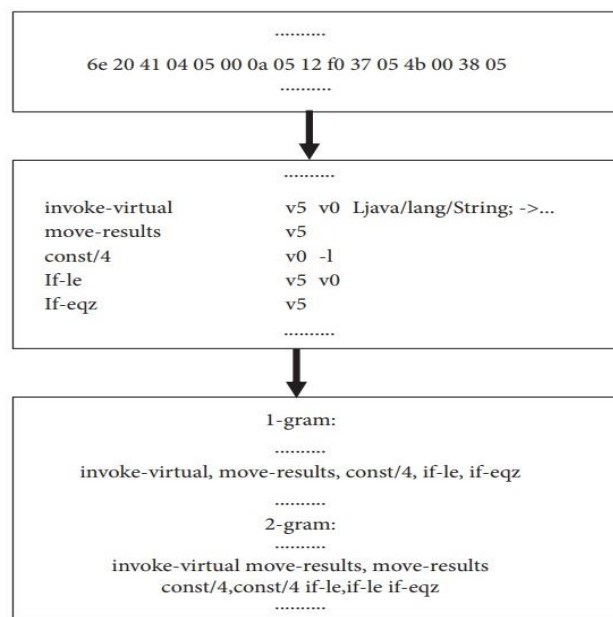 ..........
6e 20 41 04 05 00 0a 05 12 f0 37 05 4b 00 38 05
..........
..........
invoke-virtual v5 v0 Ljava/lang/String; ->...
move-results v5
const/4 v0 -l
If-le v5 v0
If-eqz v5
..........
1-gram:
..........
invoke-virtual, move-results, const/4, if-le, if-eqz
..........
2-gram:
..........
invoke-virtual move-results, move-results
const/4,const/4 if-le,if-le if-eqz
..........